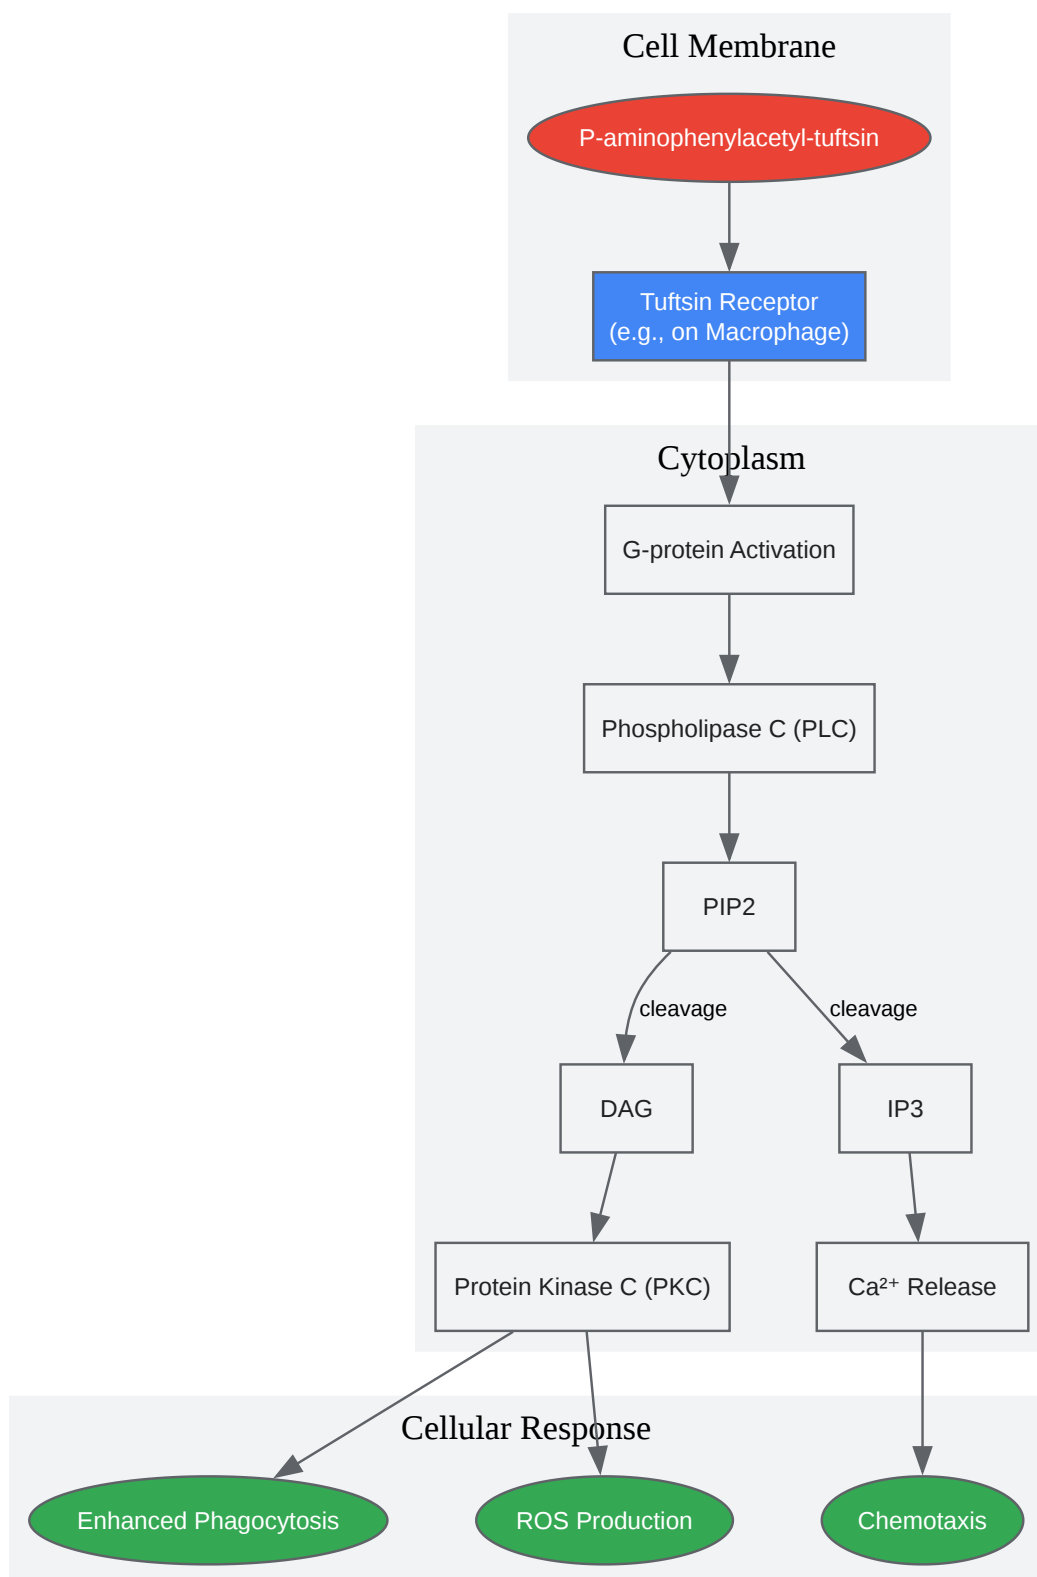 Cell Membrane
P-aminophenylacetyl-tuftsin
Tuftsin Receptor
(e.g., on Macrophage)
Cytoplasm
G-protein Activation
Phospholipase C (PLC)
PIP2
cleavage
cleavage
DAG
IP3
Protein Kinase C (PKC)
Ca²⁺ Release
Cellular Response
Enhanced Phagocytosis
ROS Production
Chemotaxis